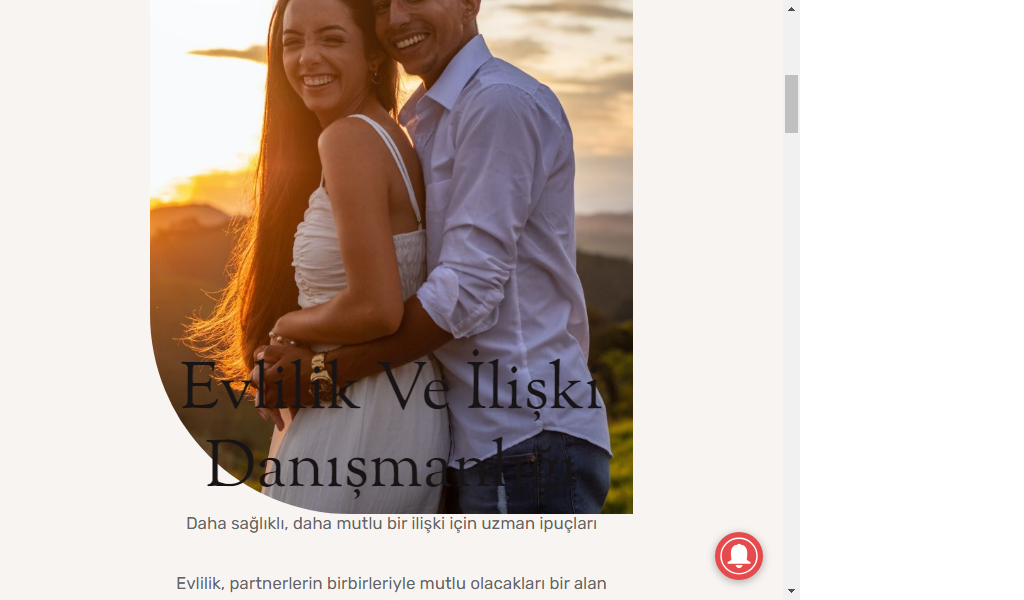 Evlilik Ve İlişki
Danışmanlığı
Daha sağlıklı, daha mutlu bir ilişki için uzman ipuçları
Evlilik, partnerlerin birbirleriyle mutlu olacakları bir alan